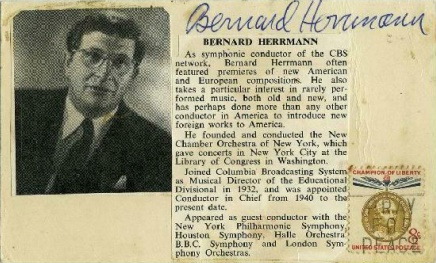 Bernard Herrmann
BERNARD HERRMANN
As symphonic conductor of the CBS
network, Bernard Herrmann often
featured premieres of new American
and European compositions. He also
takes a particular interest in rarely per-
formed music, both old and new, and
has perhaps done more than any other
conductor in America to introduce new
foreign works to America.
He founded and conducted the New
Chamber Orchestra of New York, which
gave concerts in New York City at the
Library of Congress in Washington.
Joined Columbia Broadcasting System
as Musical Director of the Educational
Divisional in 1932, and was appointed
Conductor in Chief from 1940 to the
present date.
Appeared as guest conductor with the
New York Philharmonic Symphony,
Houston Symphony, Halle Orchestra
B.B.C. Symphony and London Sym-
phony Orchestras.
CHAMPION OF LIBERTY
8¢
UNITED STATES POSTAGE